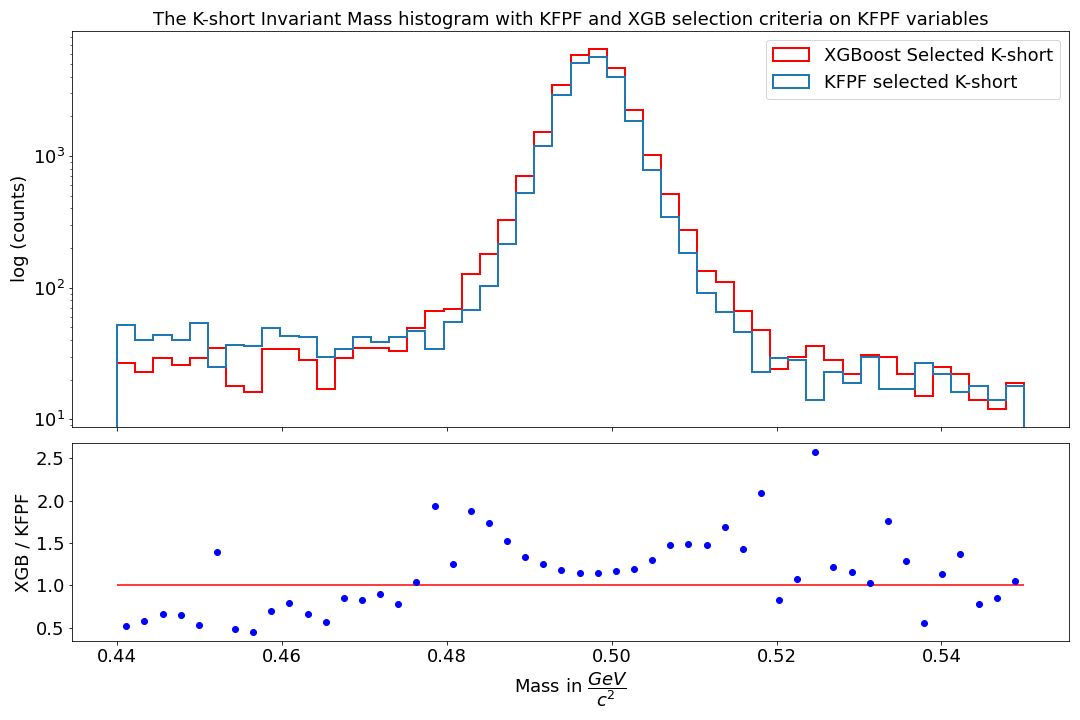 The K-short Invariant Mass histogram with KFPF and XGB selection criteria on KFPF variables
XGBoost Selected K-short
KFPF selected K-short
log (counts)
10³
10²
10¹
XGB / KFPF
2.5
2.0
1.5
1.0
0.5
0.44 0.46 0.48 0.50 0.52 0.54
Mass in GeV/c²